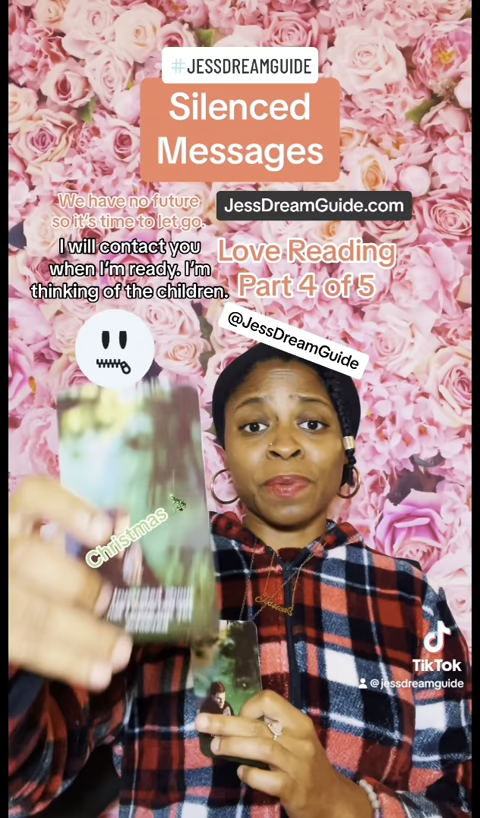 #JESSDREAMGUIDE
Silenced
Messages
We have no future
so it's time to let go.
JessDreamGuide.com
I will contact you
when I'm ready. I'm
thinking of the children.
Love Reading
Part 4 of 5
@JessDreamGuide
Christmas
TikTok
@jessdreamguide